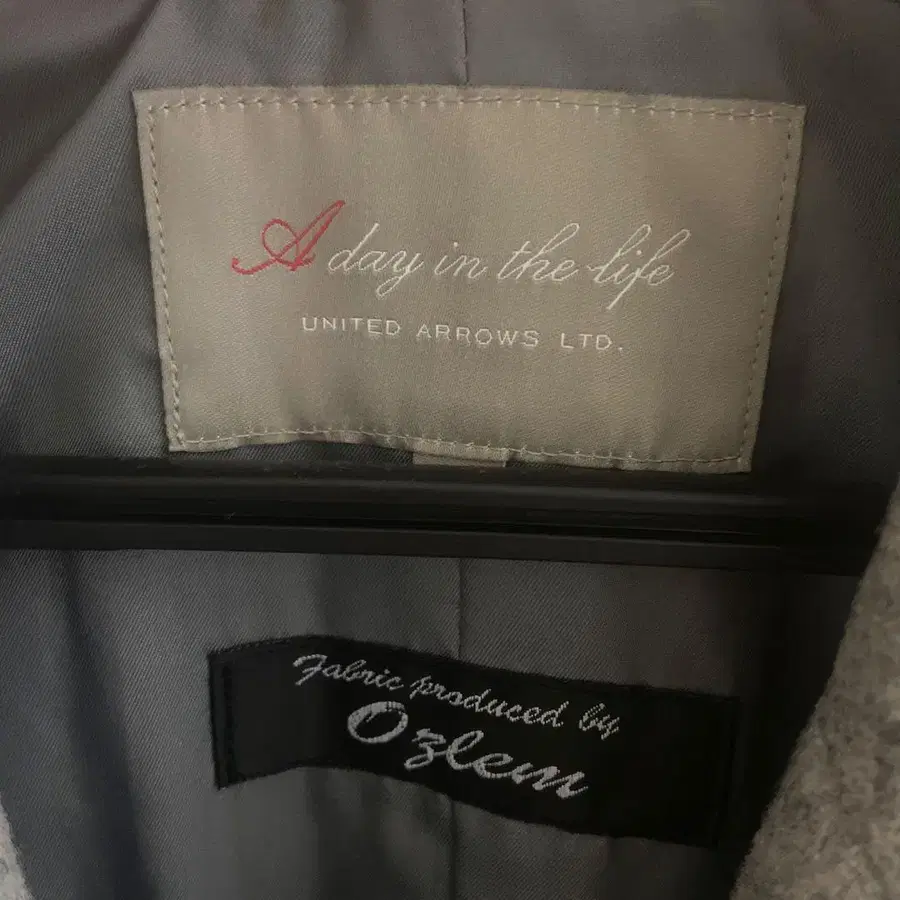 A day in the life
UNITED ARROWS LTD.
Fabric produced by
Ozlem